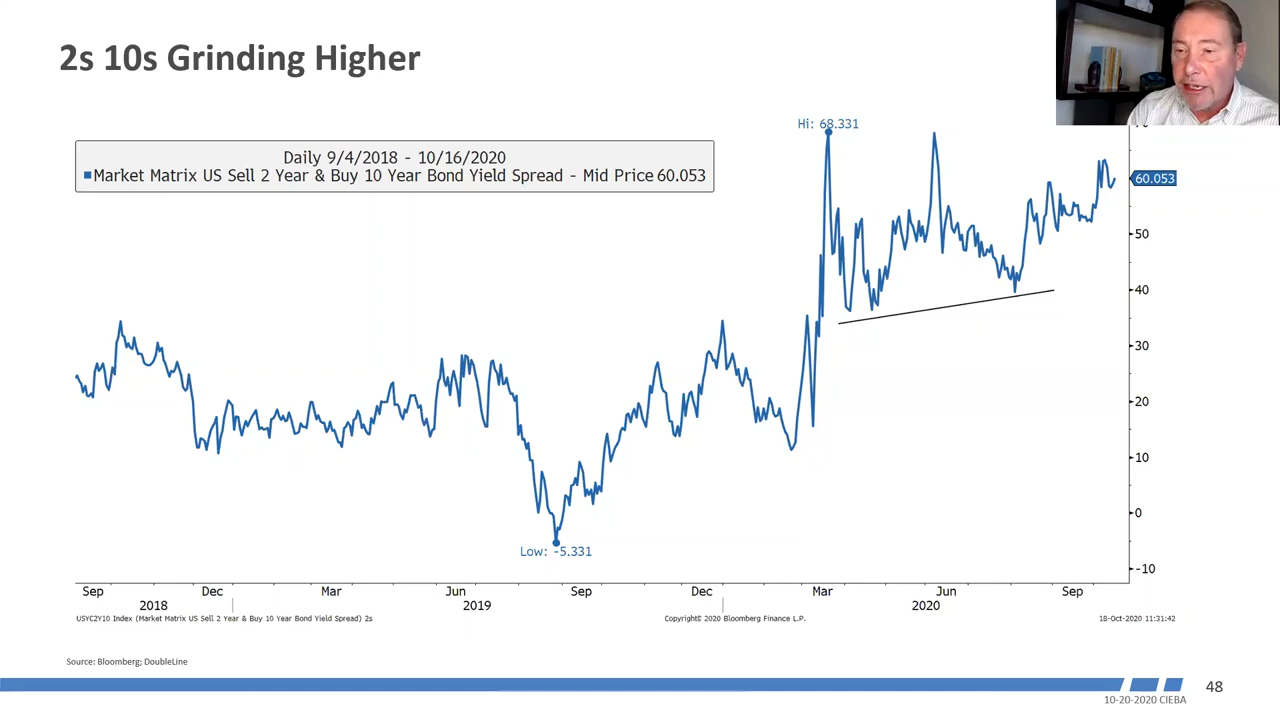 2s 10s Grinding Higher
Daily 9/4/2018 - 10/16/2020
Market Matrix US Sell 2 Year & Buy 10 Year Bond Yield Spread - Mid Price 60.053
Hi: 68.331
60.053
50
40
30
20
10
0
-10
Low: -5.331
Sep Dec Mar Jun Sep Dec Mar Jun Sep
2018 2019 2020
USYC2Y10 Index (Market Matrix US Sell 2 Year & Buy 10 Year Bond Yield Spread) 2s
Copyright© 2020 Bloomberg Finance L.P.
18-Oct-2020 11:31:42
Source: Bloomberg; DoubleLine
48
10-20-2020 CIEBA